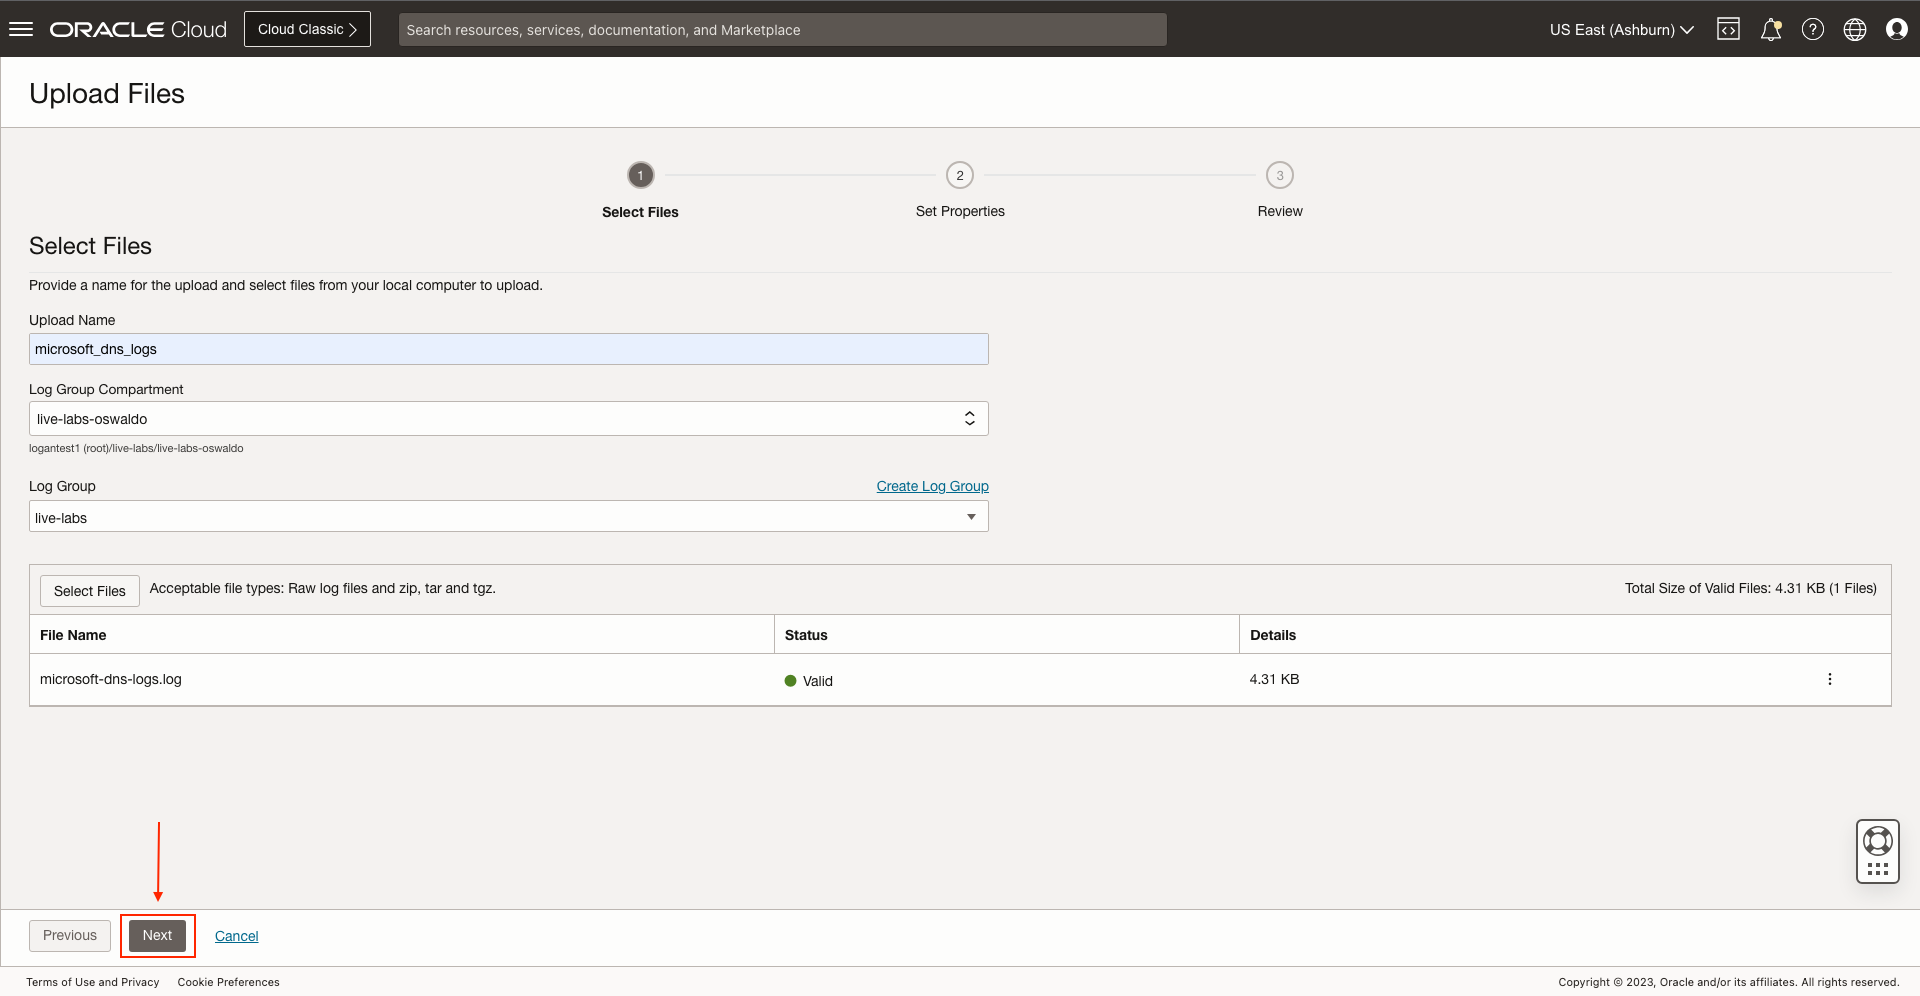 ORACLE Cloud
Cloud Classic
Search resources, services, documentation, and Marketplace
US East (Ashburn)
Upload Files
1
2
3
Select Files
Set Properties
Review
Select Files
Provide a name for the upload and select files from your local computer to upload.
Upload Name
microsoft_dns_logs
Log Group Compartment
live-labs-oswaldo
logantest1 (root)/live-labs/live-labs-oswaldo
Log Group
Create Log Group
live-labs
Select Files
Acceptable file types: Raw log files and zip, tar and tgz.
Total Size of Valid Files: 4.31 KB (1 Files)
File Name
Status
Details
microsoft-dns-logs.log
Valid
4.31 KB
Previous
Next
Cancel
Terms of Use and Privacy
Cookie Preferences
Copyright © 2023, Oracle and/or its affiliates. All rights reserved.